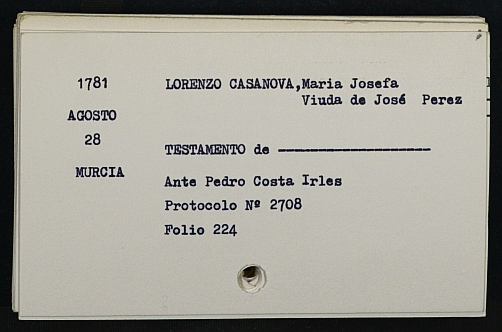 1781
LORENZO CASANOVA,Maria Josefa
Viuda de José Perez
AGOSTO
28
TESTAMENTO de --------------------
MURCIA
Ante Pedro Costa Irles
Protocolo Nº 2708
Folio 224